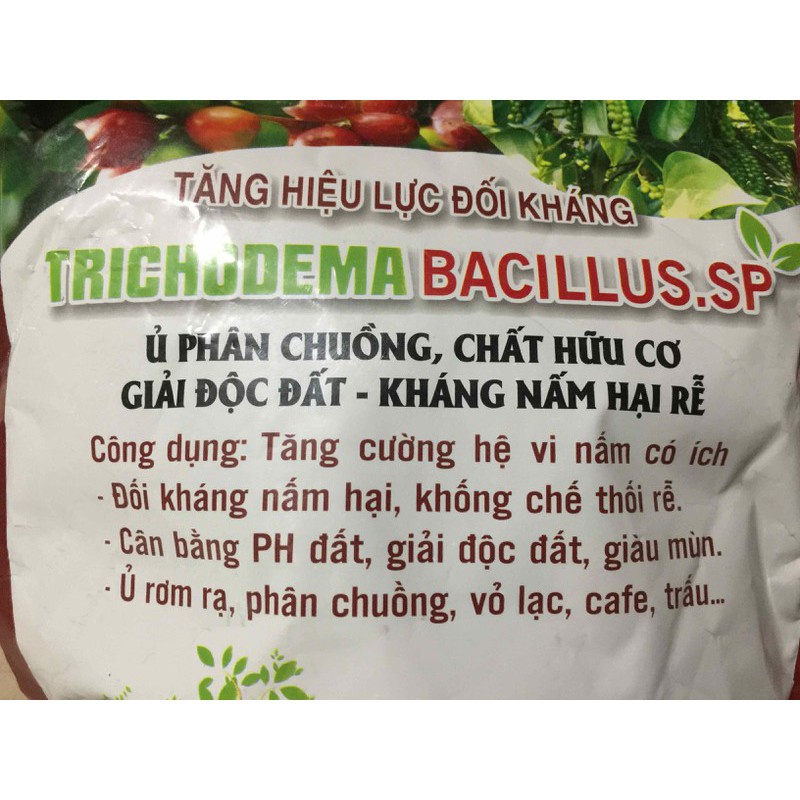 TĂNG HIỆU LỰC ĐỐI KHÁNG
TRICHODEMA BACILLUS.SP
Ủ PHÂN CHUỒNG, CHẤT HỮU CƠ
GIẢI ĐỘC ĐẤT - KHÁNG NẤM HẠI RỄ
Công dụng: Tăng cường hệ vi nấm có ích
- Đối kháng nấm hại, khống chế thối rễ.
- Cân bằng PH đất, giải độc đất, giàu mùn.
- Ủ rơm rạ, phân chuồng, vỏ lạc, cafe, trấu...